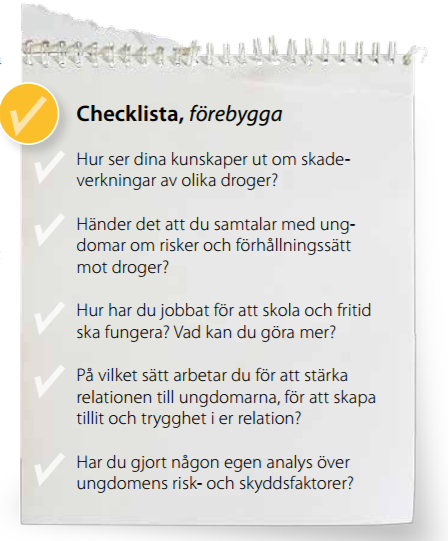 Checklista, förebygga
Hur ser dina kunskaper ut om skade-
verkningar av olika droger?
Händer det att du samtalar med ung-
domar om risker och förhållningssätt
mot droger?
Hur har du jobbat för att skola och fritid
ska fungera? Vad kan du göra mer?
På vilket sätt arbetar du för att stärka
relationen till ungdomarna, för att skapa
tillit och trygghet i er relation?
Har du gjort någon egen analys över
ungdomens risk- och skyddsfaktorer?